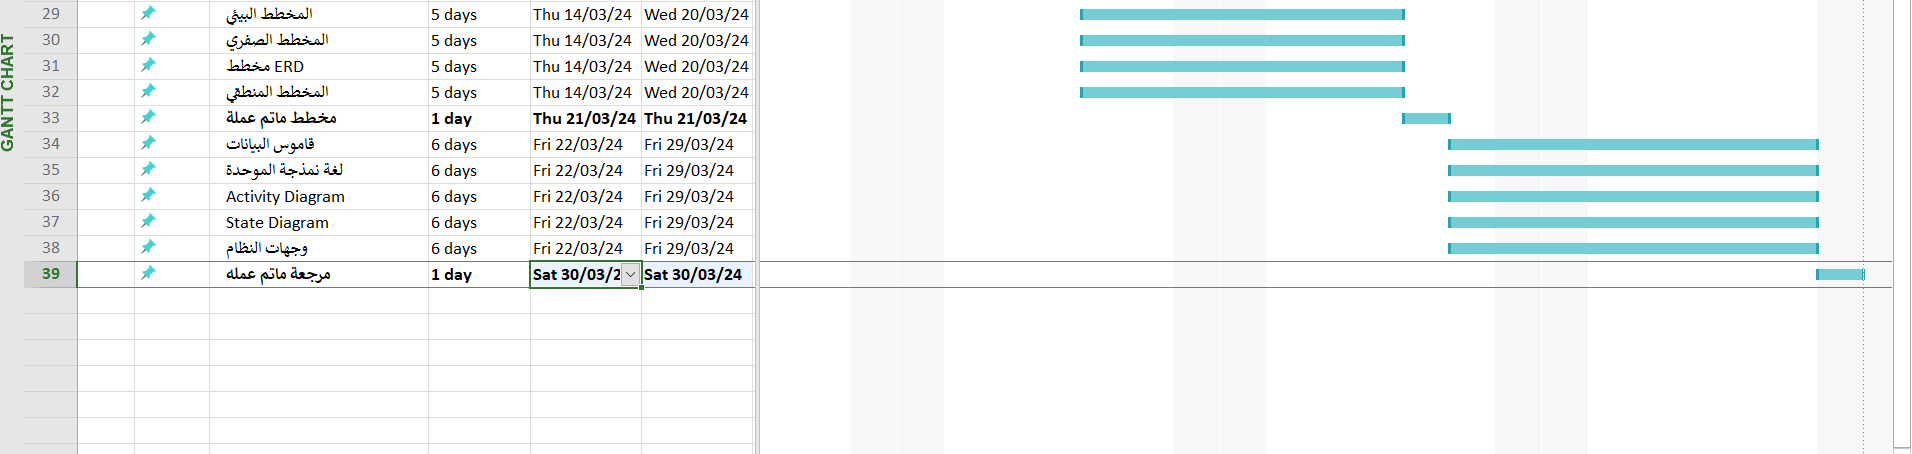 GANTT CHART
29 المخطط البيئي 5 days Thu 14/03/24 Wed 20/03/24
30 المخطط الصفري 5 days Thu 14/03/24 Wed 20/03/24
31 مخطط ERD 5 days Thu 14/03/24 Wed 20/03/24
32 المخطط المنطقي 5 days Thu 14/03/24 Wed 20/03/24
33 مخطط ماتم عملة 1 day Thu 21/03/24 Thu 21/03/24
34 قاموس البيانات 6 days Fri 22/03/24 Fri 29/03/24
35 لغة نمذجة الموحدة 6 days Fri 22/03/24 Fri 29/03/24
36 Activity Diagram 6 days Fri 22/03/24 Fri 29/03/24
37 State Diagram 6 days Fri 22/03/24 Fri 29/03/24
38 وجهات النظام 6 days Fri 22/03/24 Fri 29/03/24
39 مرجعة ماتم عمله 1 day Sat 30/03/2 Sat 30/03/24